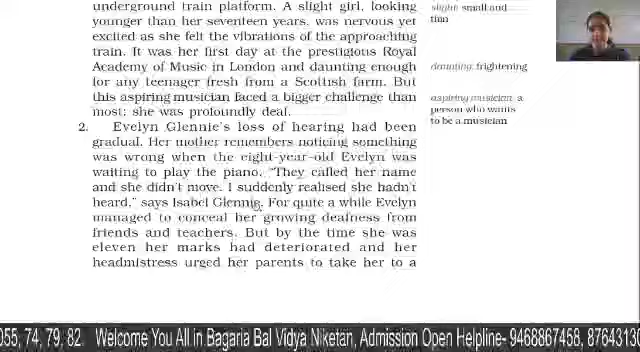 underground train platform. A slight girl, looking
younger than her seventeen years, was nervous yet
excited as she felt the vibrations of the approaching
train. It was her first day at the prestigious Royal
Academy of Music in London and daunting enough
for any teenager fresh from a Scottish farm. But
this aspiring musician faced a bigger challenge than
most: she was profoundly deaf.
2. Evelyn Glennie's loss of hearing had been
gradual. Her mother remembers noticing something
was wrong when the eight-year-old Evelyn was
waiting to play the piano. "They called her name
and she didn't move. I suddenly realised she hadn't
heard," says Isabel Glennie. For quite a while Evelyn
managed to conceal her growing deafness from
friends and teachers. But by the time she was
eleven her marks had deteriorated and her
headmistress urged her parents to take her to a
slight: small and
thin
daunting: frightening
aspiring musician: a
person who wants
to be a musician
055, 74, 79, 82. Welcome You All in Bagaria Bal Vidya Niketan, Admission Open Helpline- 9468867458, 87643130